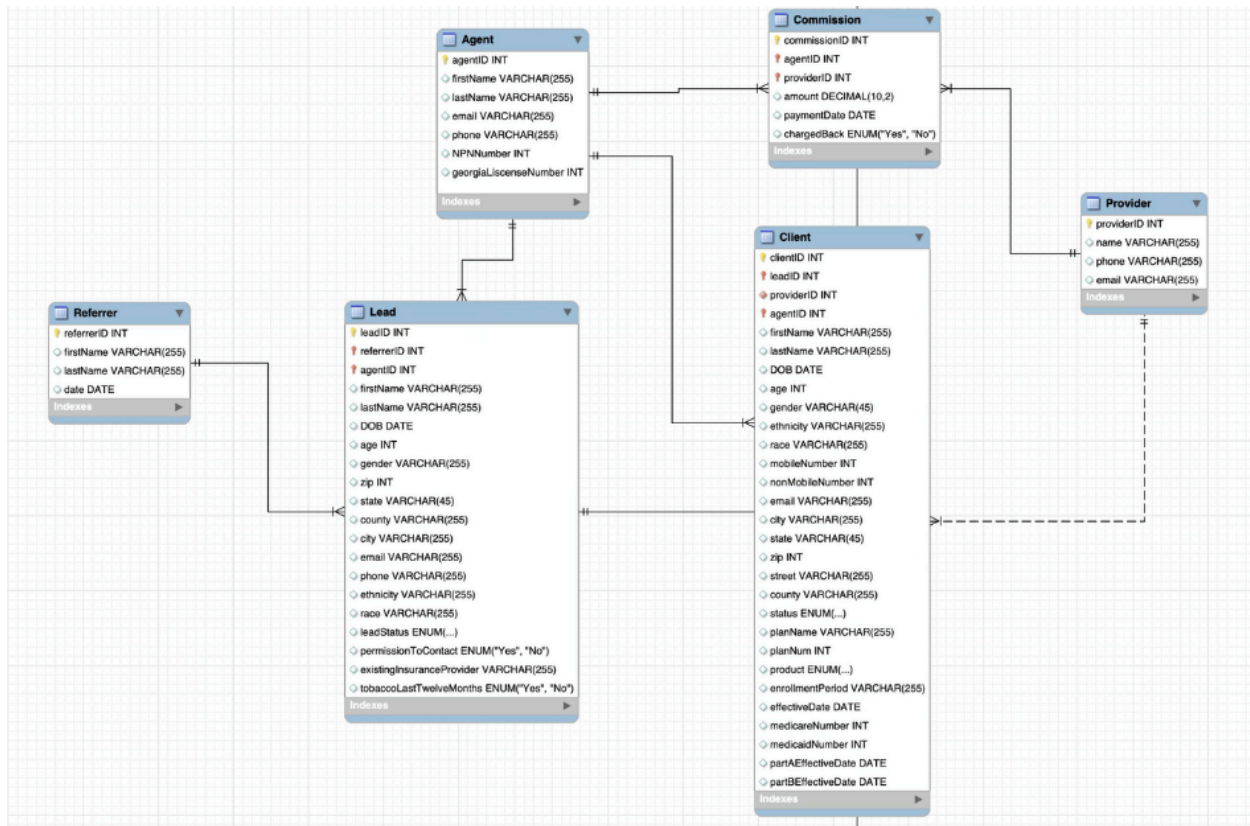 Commission
commissionID INT
agentID INT
providerID INT
amount DECIMAL(10,2)
paymentDate DATE
chargedBack ENUM("Yes", "No")
Indexes
Agent
agentID INT
firstName VARCHAR(255)
lastName VARCHAR(255)
email VARCHAR(255)
phone VARCHAR(255)
NPNNumber INT
georgiaLiscenseNumber INT
Indexes
Provider
providerID INT
name VARCHAR(255)
phone VARCHAR(255)
email VARCHAR(255)
Indexes
Client
clientID INT
leadID INT
providerID INT
agentID INT
firstName VARCHAR(255)
lastName VARCHAR(255)
DOB DATE
age INT
gender VARCHAR(45)
ethnicity VARCHAR(255)
race VARCHAR(255)
mobileNumber INT
nonMobileNumber INT
email VARCHAR(255)
city VARCHAR(255)
state VARCHAR(45)
zip INT
street VARCHAR(255)
county VARCHAR(255)
status ENUM(...)
planName VARCHAR(255)
planNum INT
product ENUM(...)
enrollmentPeriod VARCHAR(255)
effectiveDate DATE
medicareNumber INT
medicaidNumber INT
partAEffectiveDate DATE
partBEffectiveDate DATE
Indexes
Referrer
referrerID INT
firstName VARCHAR(255)
lastName VARCHAR(255)
date DATE
Indexes
Lead
leadID INT
referrerID INT
agentID INT
firstName VARCHAR(255)
lastName VARCHAR(255)
DOB DATE
age INT
gender VARCHAR(255)
zip INT
state VARCHAR(45)
county VARCHAR(255)
city VARCHAR(255)
email VARCHAR(255)
phone VARCHAR(255)
ethnicity VARCHAR(255)
race VARCHAR(255)
leadStatus ENUM(...)
permissionToContact ENUM("Yes", "No")
existingInsuranceProvider VARCHAR(255)
tobaccoLastTwelveMonths ENUM("Yes", "No")
Indexes